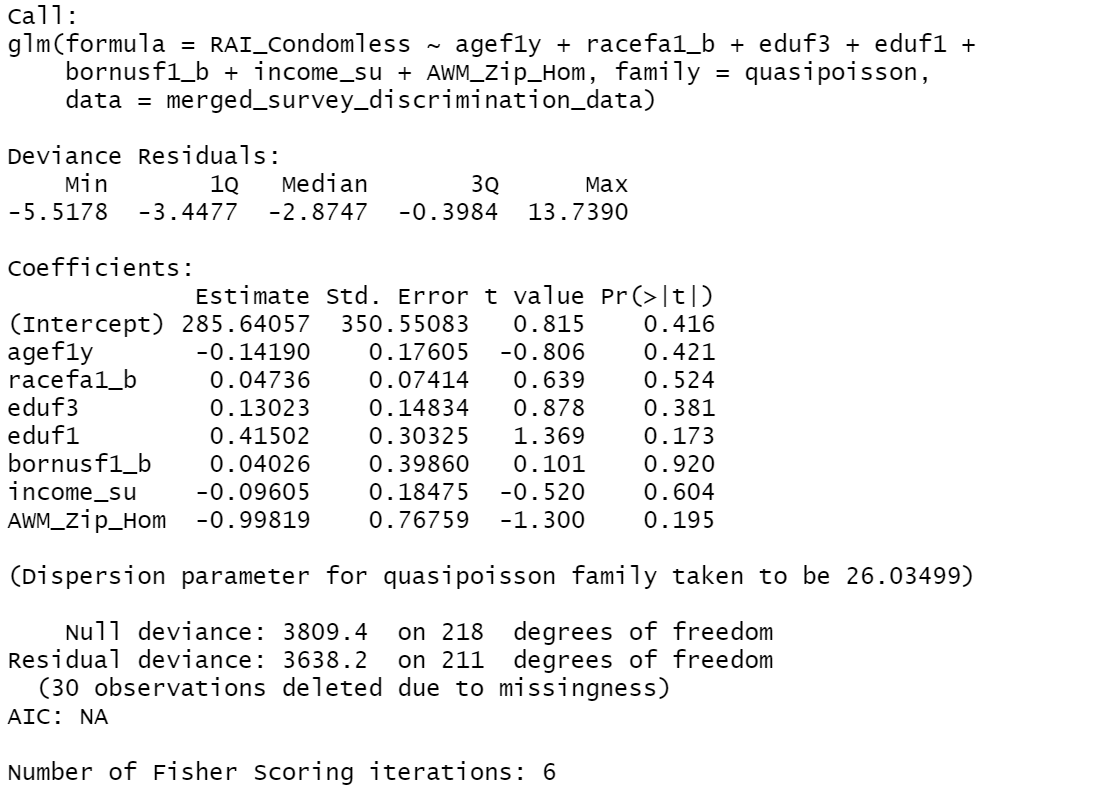 Call:
glm(formula = RAI_Condomless ~ agef1y + racefa1_b + eduf3 + eduf1 +
    bornusf1_b + income_su + AWM_Zip_Hom, family = quasipoisson,
    data = merged_survey_discrimination_data)

Deviance Residuals:
    Min       1Q   Median       3Q      Max
-5.5178  -3.4477  -2.8747  -0.3984  13.7390

Coefficients:
             Estimate Std. Error t value Pr(>|t|)
(Intercept) 285.64057  350.55083   0.815    0.416
agef1y       -0.14190    0.17605  -0.806    0.421
racefa1_b     0.04736    0.07414   0.639    0.524
eduf3         0.13023    0.14834   0.878    0.381
eduf1         0.41502    0.30325   1.369    0.173
bornusf1_b    0.04026    0.39860   0.101    0.920
income_su    -0.09605    0.18475  -0.520    0.604
AWM_Zip_Hom  -0.99819    0.76759  -1.300    0.195

(Dispersion parameter for quasipoisson family taken to be 26.03499)

    Null deviance: 3809.4  on 218  degrees of freedom
Residual deviance: 3638.2  on 211  degrees of freedom
  (30 observations deleted due to missingness)
AIC: NA

Number of Fisher Scoring iterations: 6